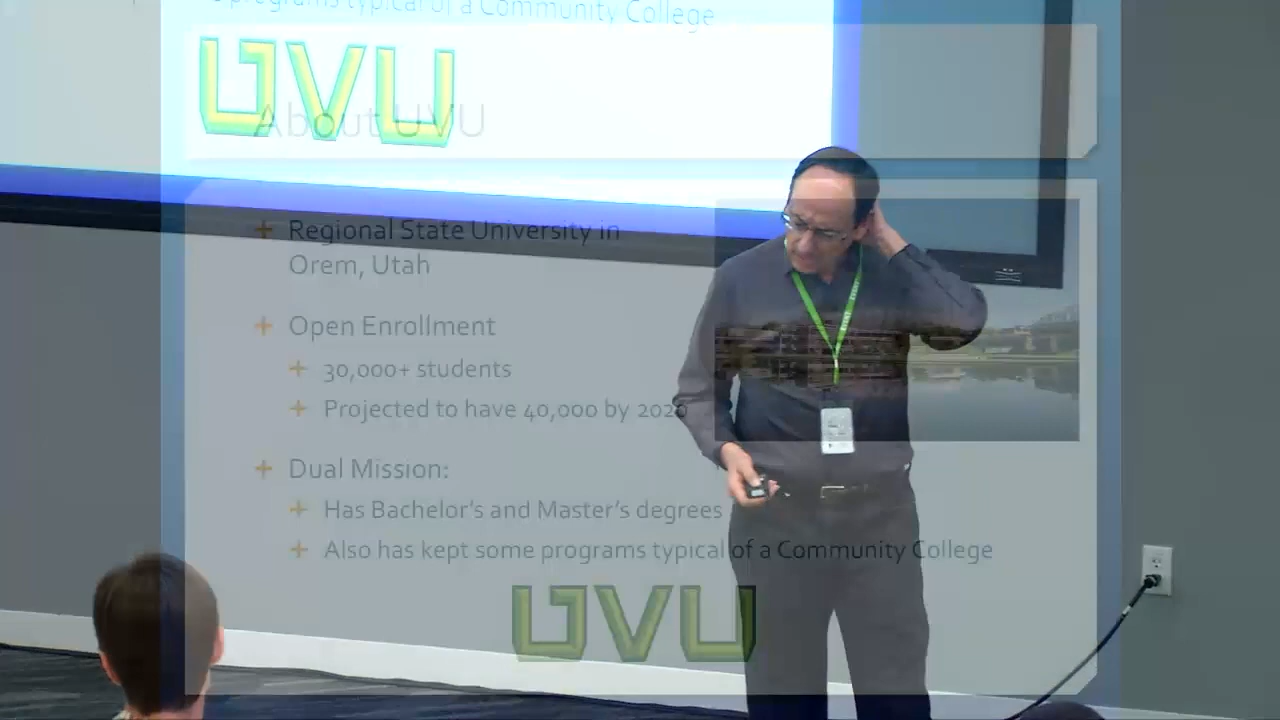 programs typical of a Community College
UVU
About UVU
Regional State University in
Orem, Utah
Open Enrollment
30,000+ students
Projected to have 40,000 by 2020
Dual Mission:
Has Bachelor's and Master's degrees
Also has kept some programs typical of a Community College
UVU